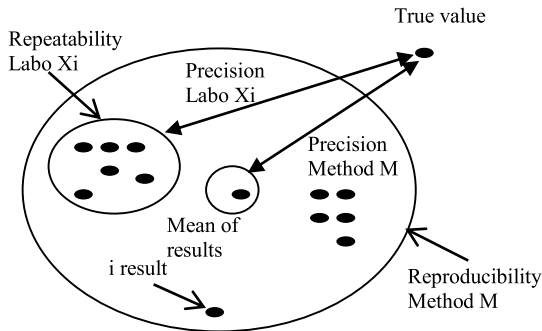 True value
Repeatability
Labo Xi
Precision
Labo Xi
Precision
Method M
Mean of
results
i result
Reproducibility
Method M